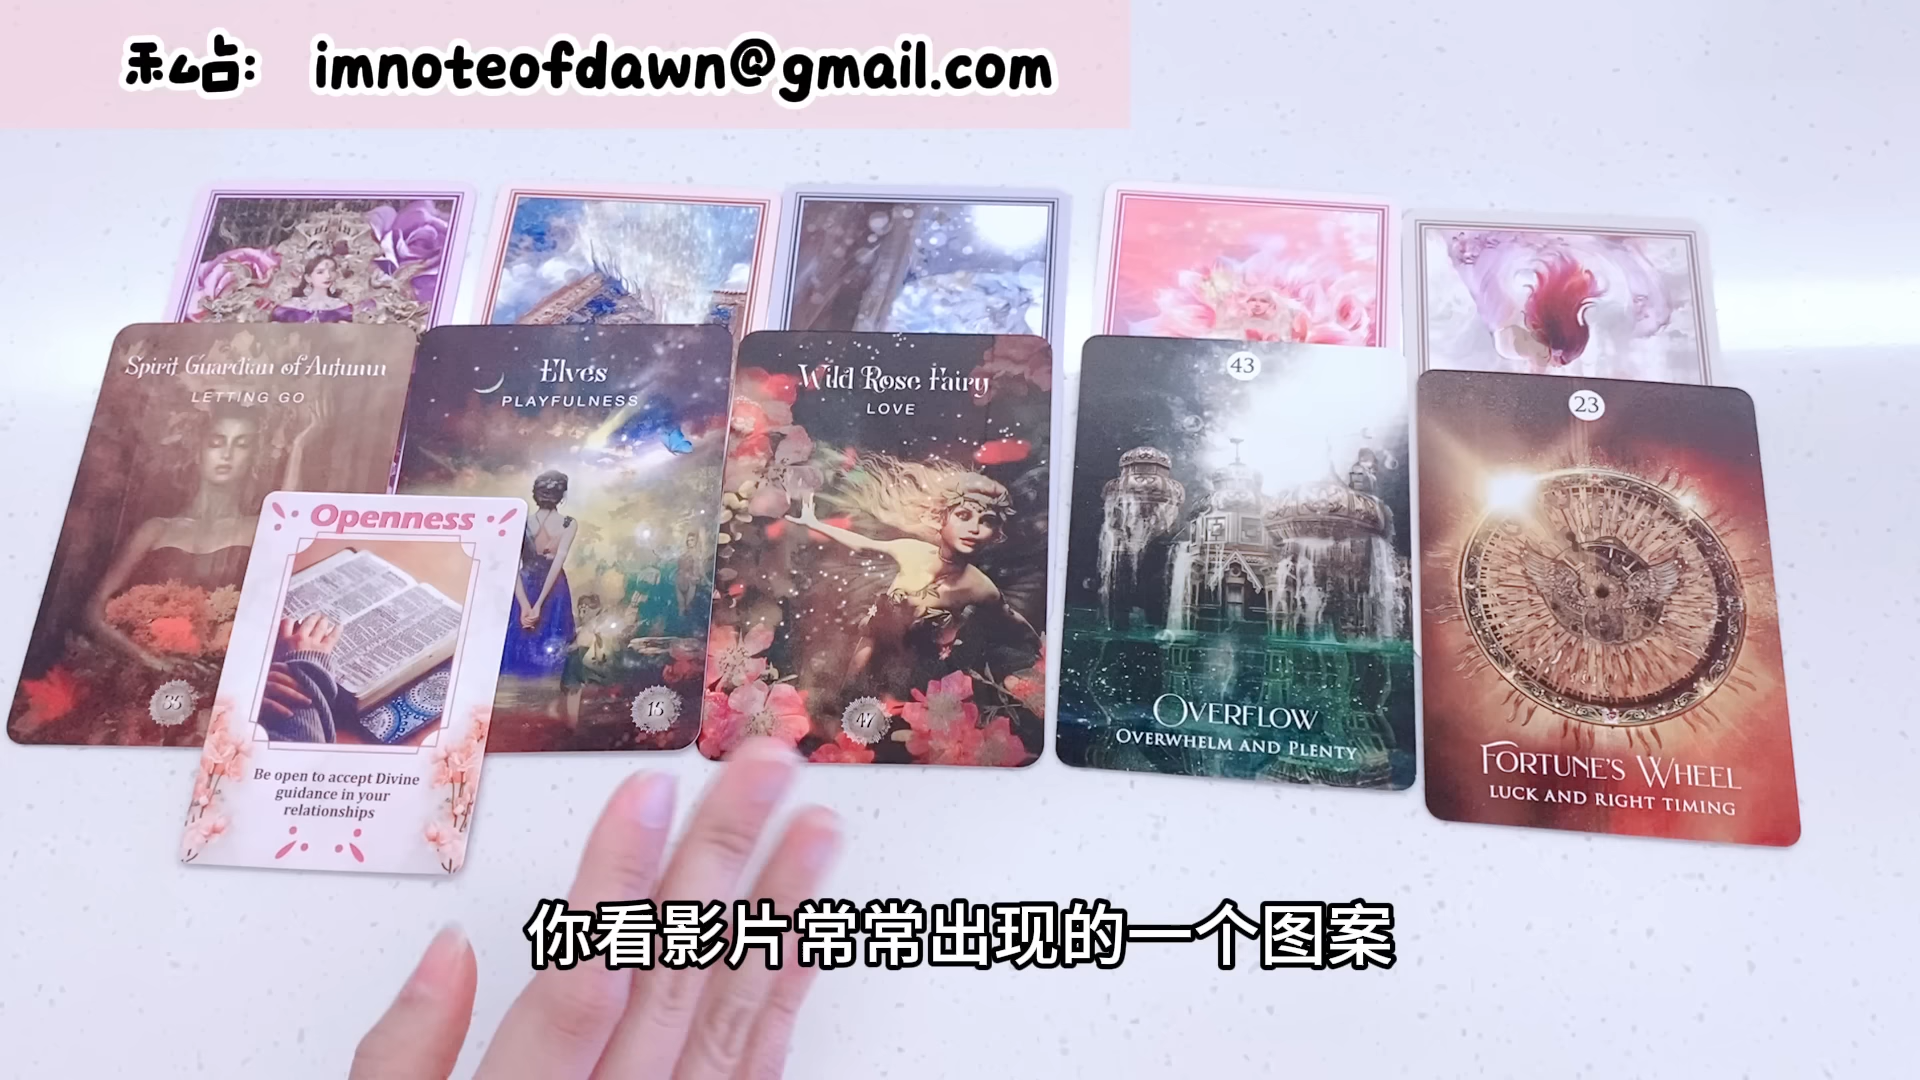 私占: imnoteofdawn@gmail.com
Spirit Guardian of Autumn
LETTING GO
35
Elves
PLAYFULNESS
15
Wild Rose Fairy
LOVE
47
43
OVERFLOW
OVERWHELM AND PLENTY
23
FORTUNE'S WHEEL
LUCK AND RIGHT TIMING
Openness
Be open to accept Divine
guidance in your
relationships
你看影片常常出现的一个图案